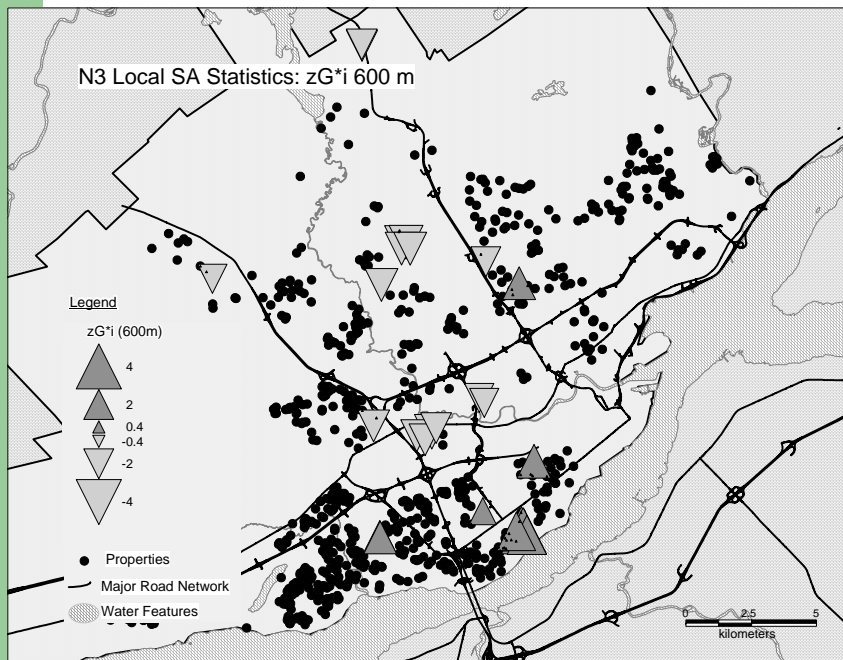 N3 Local SA Statistics: zG*i 600 m
Legend
zG*i (600m)
4
2
0.4
-0.4
-2
-4
Properties
Major Road Network
Water Features
0 2.5 5
kilometers